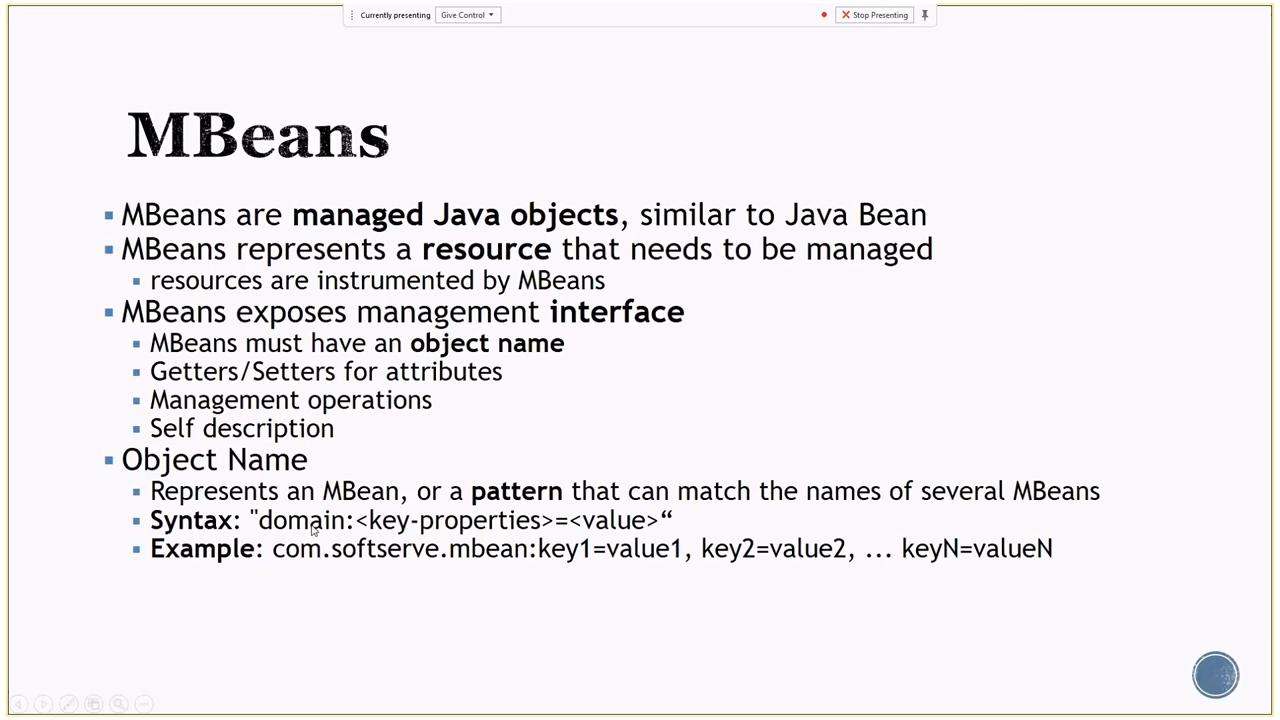 Currently presenting Give Control Stop Presenting
MBeans
MBeans are managed Java objects, similar to Java Bean
MBeans represents a resource that needs to be managed
resources are instrumented by MBeans
MBeans exposes management interface
MBeans must have an object name
Getters/Setters for attributes
Management operations
Self description
Object Name
Represents an MBean, or a pattern that can match the names of several MBeans
Syntax: "domain:<key-properties>=<value>“
Example: com.softserve.mbean:key1=value1, key2=value2, ... keyN=valueN